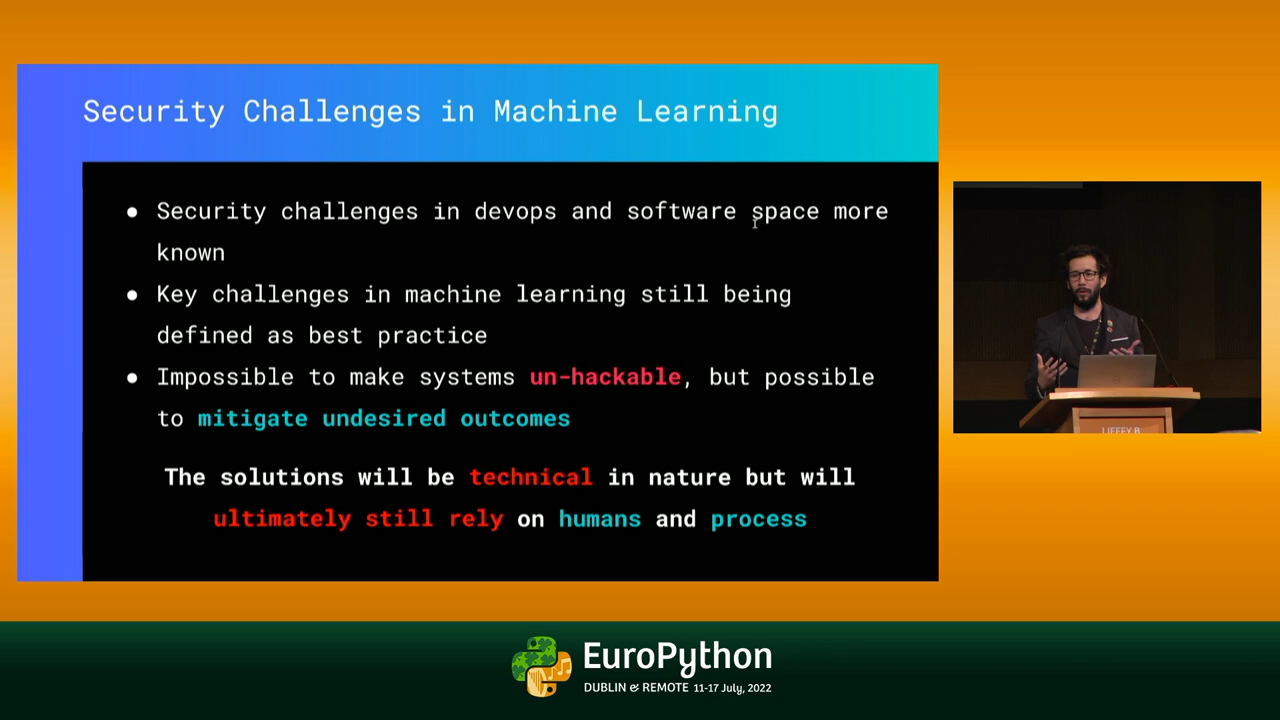 Security Challenges in Machine Learning
● Security challenges in devops and software space more
known
● Key challenges in machine learning still being
defined as best practice
● Impossible to make systems un-hackable, but possible
to mitigate undesired outcomes
The solutions will be technical in nature but will
ultimately still rely on humans and process
LIFFEY B
EuroPython
DUBLIN & REMOTE 11-17 July, 2022